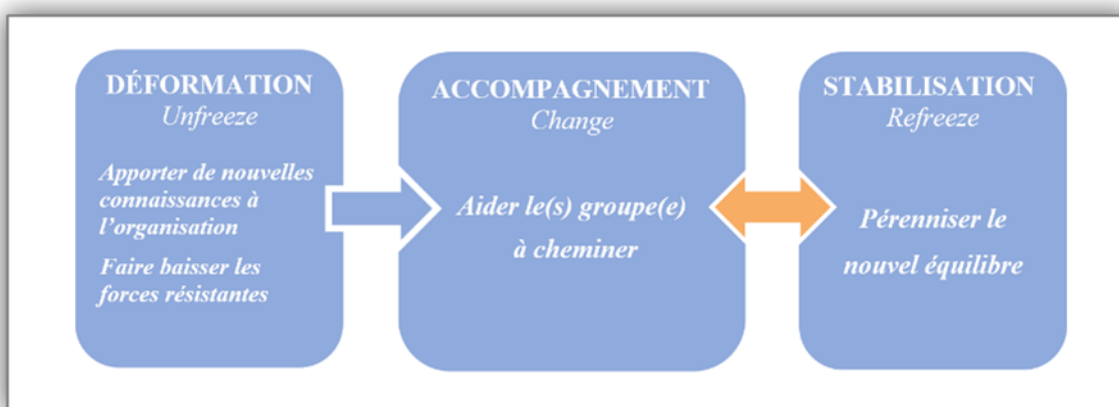 DÉFORMATION
Unfreeze
Apporter de nouvelles
connaissances à
l'organisation
Faire baisser les
forces résistantes
ACCOMPAGNEMENT
Change
Aider le(s) groupe(e)
à cheminer
STABILISATION
Refreeze
Pérenniser le
nouvel équilibre